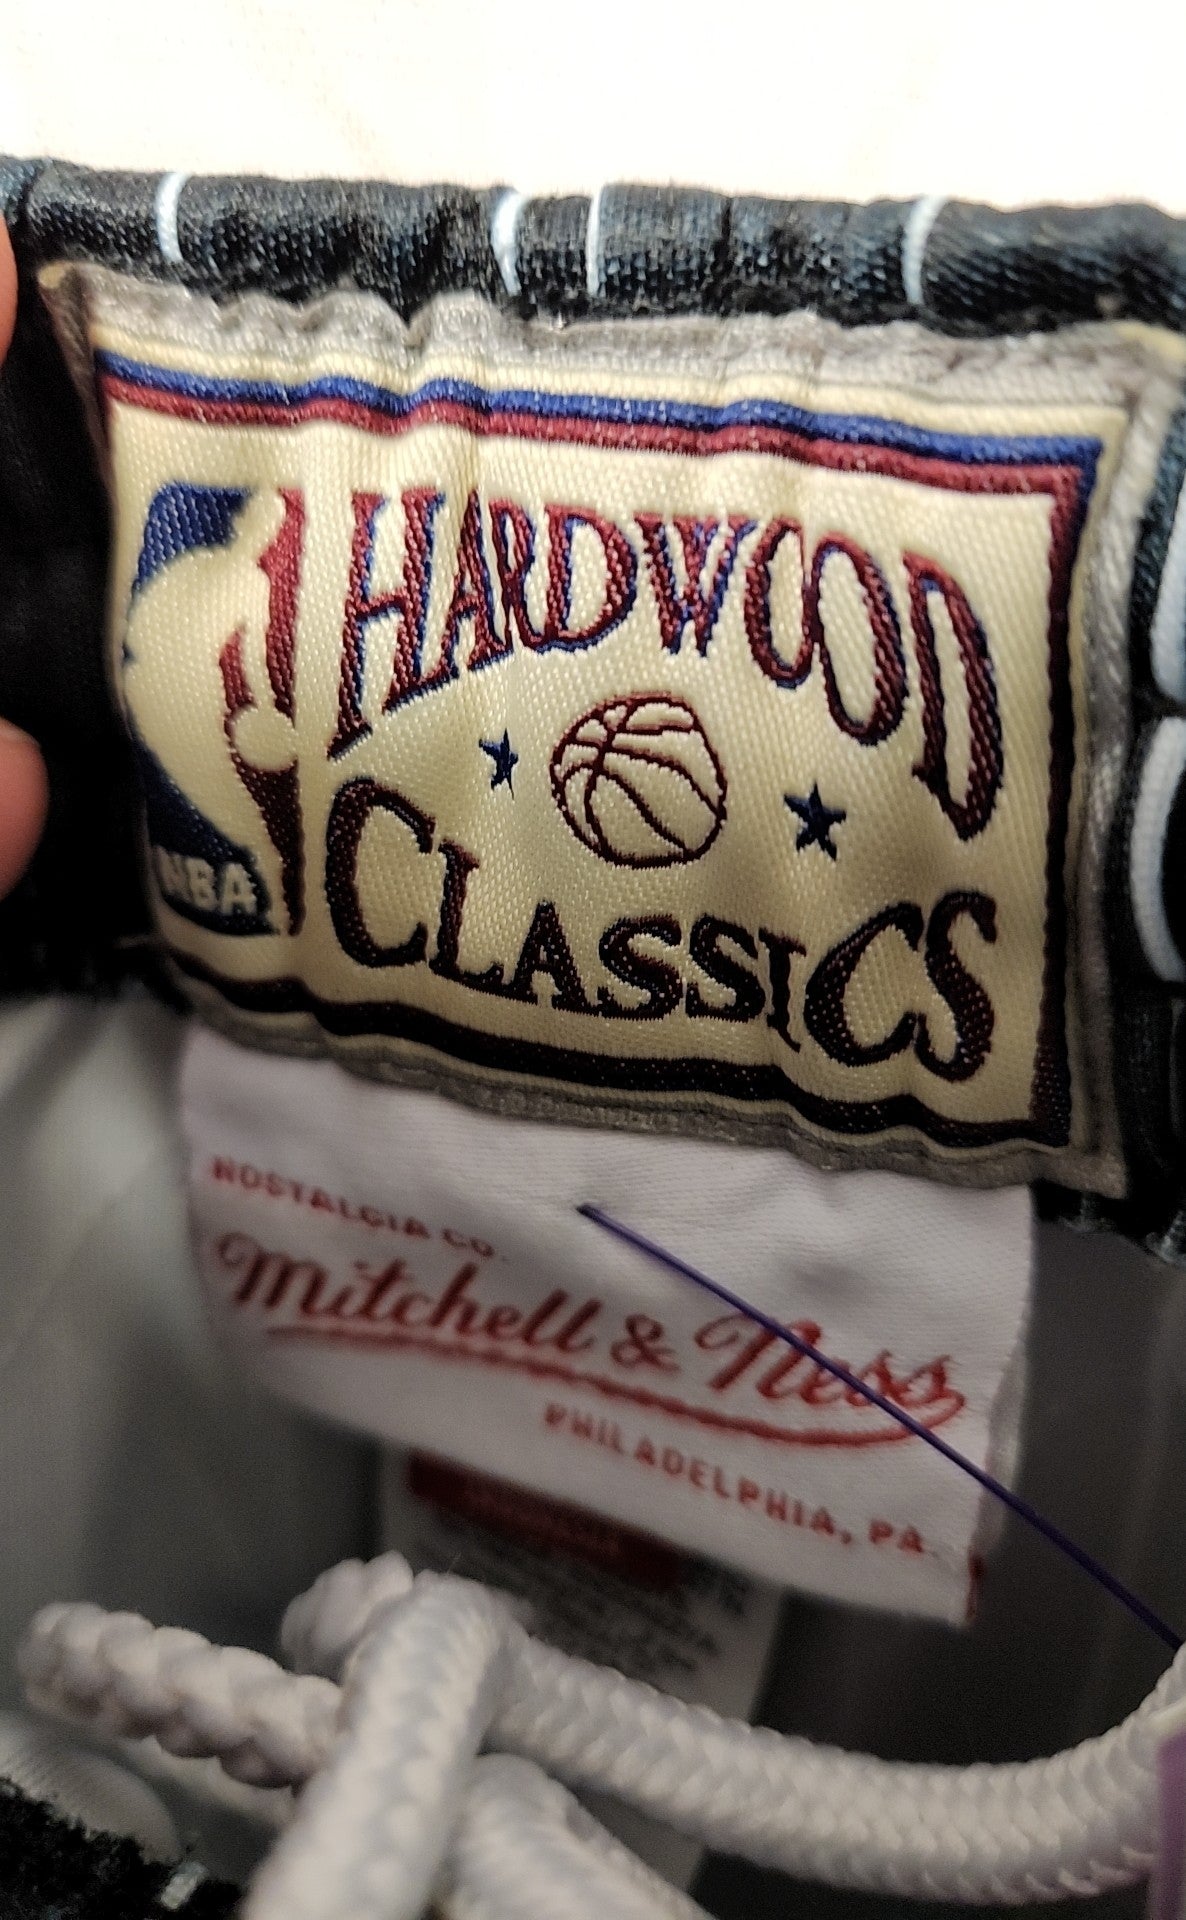 HARDWOOD
CLASSICS
NBA
NOSTALGIA CO.
Mitchell & Ness
PHILADELPHIA, PA.